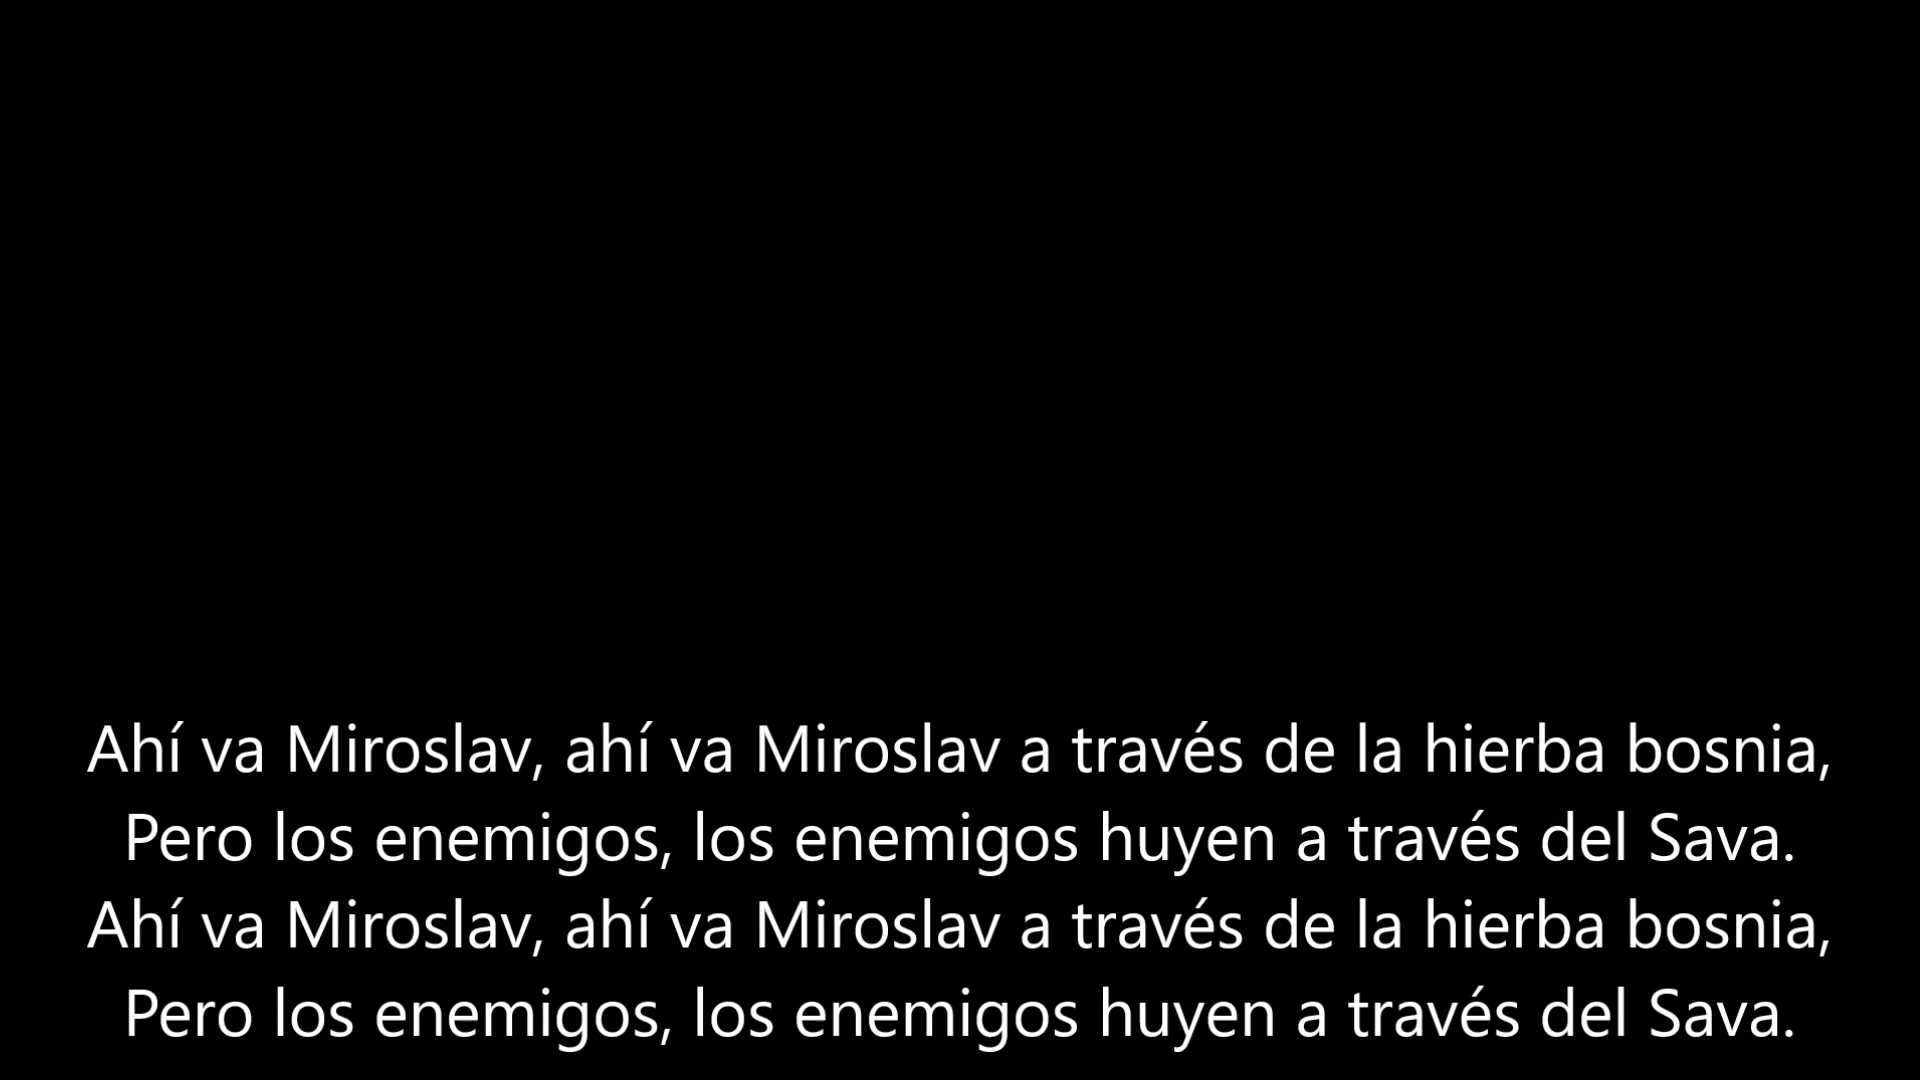 Ahí va Miroslav, ahí va Miroslav a través de la hierba bosnia,
Pero los enemigos, los enemigos huyen a través del Sava.
Ahí va Miroslav, ahí va Miroslav a través de la hierba bosnia,
Pero los enemigos, los enemigos huyen a través del Sava.